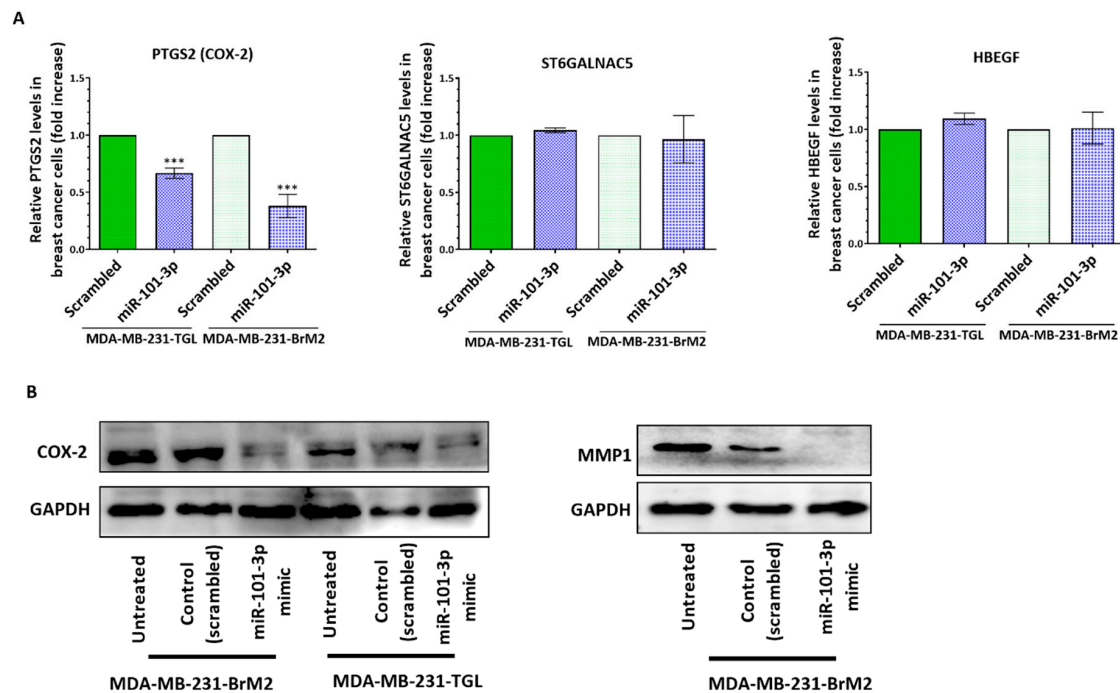 A
PTGS2 (COX-2)
Relative PTGS2 levels in
breast cancer cells (fold increase)
1.5
1.0
0.5
0.0
***
***
Scrambled
miR-101-3p
Scrambled
miR-101-3p
MDA-MB-231-TGL
MDA-MB-231-BrM2
ST6GALNAC5
Relative ST6GALNAC5 levels in
breast cancer cells (fold increase)
1.5
1.0
0.5
0.0
Scrambled
miR-101-3p
Scrambled
miR-101-3p
MDA-MB-231-TGL
MDA-MB-231-BrM2
HBEGF
Relative HBEGF levels in
breast cancer cells (fold increase)
1.5
1.0
0.5
0.0
Scrambled
miR-101-3p
Scrambled
miR-101-3p
MDA-MB-231-TGL
MDA-MB-231-BrM2
B
COX-2
GAPDH
Untreated
Control
(scrambled)
miR-101-3p
mimic
Untreated
Control
(scrambled)
miR-101-3p
mimic
MDA-MB-231-BrM2
MDA-MB-231-TGL
MMP1
GAPDH
Untreated
Control
(scrambled)
miR-101-3p
mimic
MDA-MB-231-BrM2